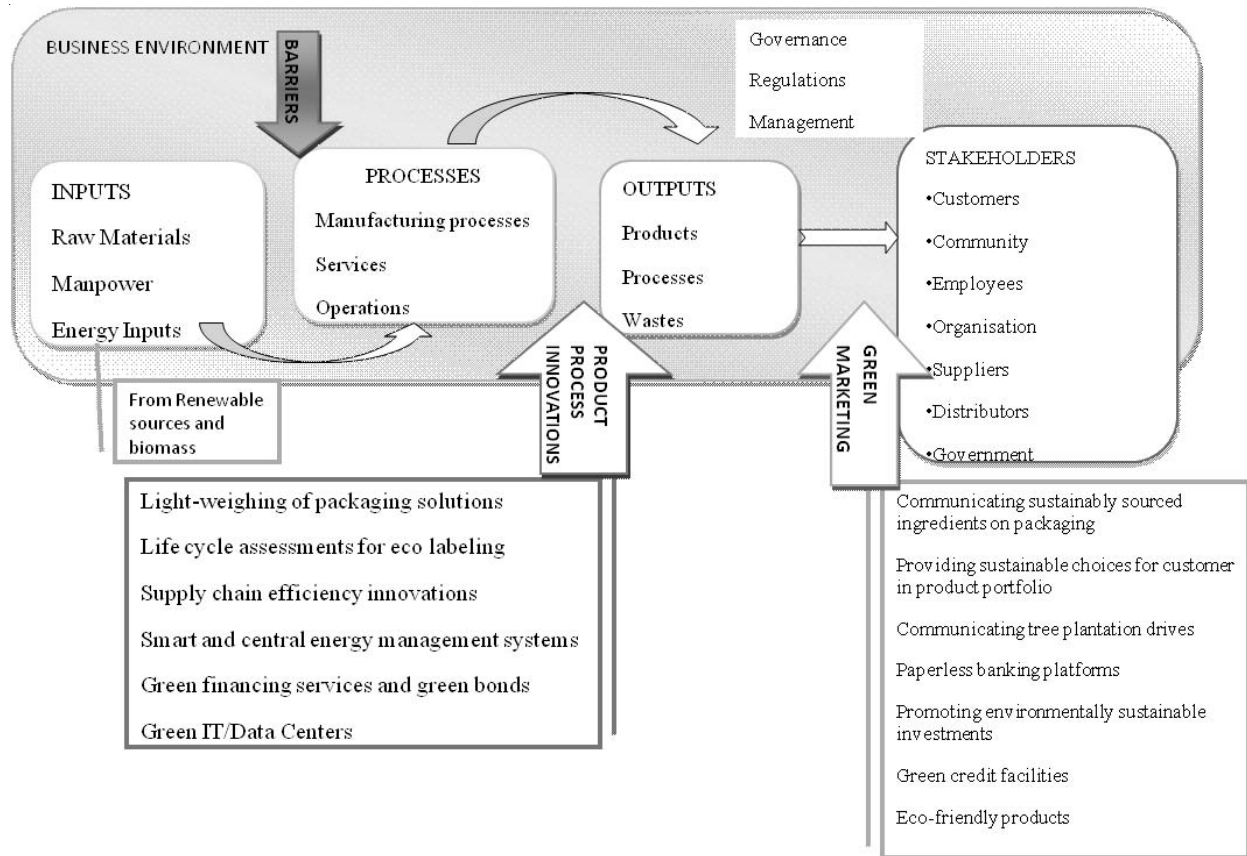 BUSINESS ENVIRONMENT
BARRIERS
Governance
Regulations
Management
INPUTS
Raw Materials
Manpower
Energy Inputs
PROCESSES
Manufacturing processes
Services
Operations
OUTPUTS
Products
Processes
Wastes
STAKEHOLDERS
•Customers
•Community
•Employees
•Organisation
•Suppliers
•Distributors
•Government
From Renewable
sources and
biomass
PRODUCT
PROCESS
INNOVATIONS
GREEN
MARKETING
Light-weighing of packaging solutions
Life cycle assessments for eco labeling
Supply chain efficiency innovations
Smart and central energy management systems
Green financing services and green bonds
Green IT/Data Centers
Communicating sustainably sourced
ingredients on packaging
Providing sustainable choices for customer
in product portfolio
Communicating tree plantation drives
Paperless banking platforms
Promoting environmentally sustainable
investments
Green credit facilities
Eco-friendly products